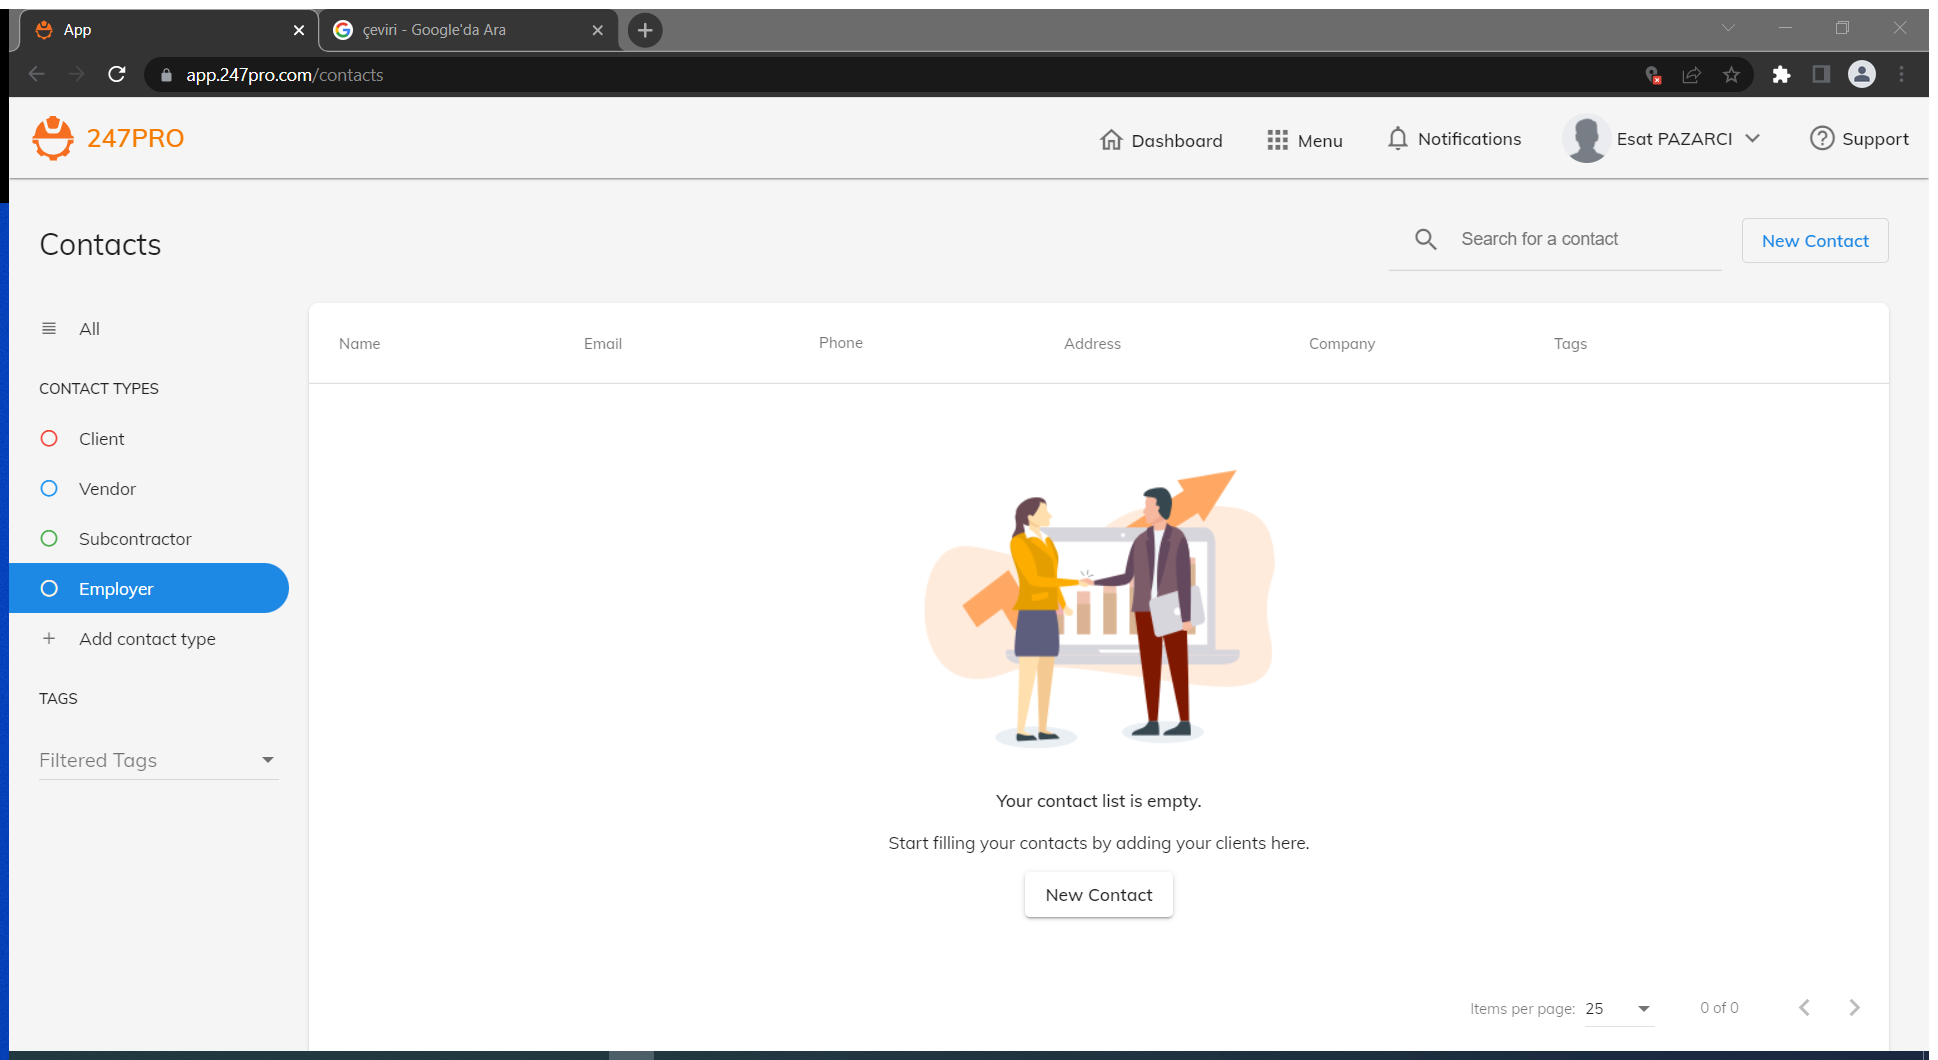 App
çeviri - Google'da Ara
app.247pro.com/contacts
247PRO
Dashboard
Menu
Notifications
Esat PAZARCI
Support
Contacts
Search for a contact
New Contact
All
CONTACT TYPES
Client
Vendor
Subcontractor
Employer
Add contact type
TAGS
Filtered Tags
Name Email Phone Address Company Tags
Your contact list is empty.
Start filling your contacts by adding your clients here.
New Contact
Items per page: 25 0 of 0